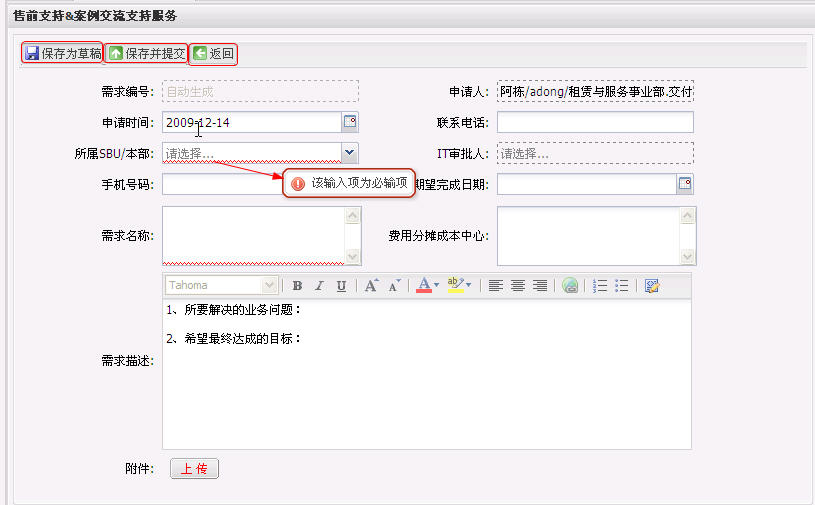 售前支持&案例交流支持服务
保存为草稿 保存并提交 返回
需求编号: 自动生成 申请人: 阿栋/adong/租赁与服务事业部.交付
申请时间: 2009-12-14 联系电话:
所属SBU/本部: 请选择... IT审批人: 请选择...
手机号码: 该输入项为必输项 期望完成日期:
需求名称: 费用分摊成本中心:
Tahoma B I U A A A ab
1、所要解决的业务问题：
2、希望最终达成的目标：
需求描述:
附件: 上传